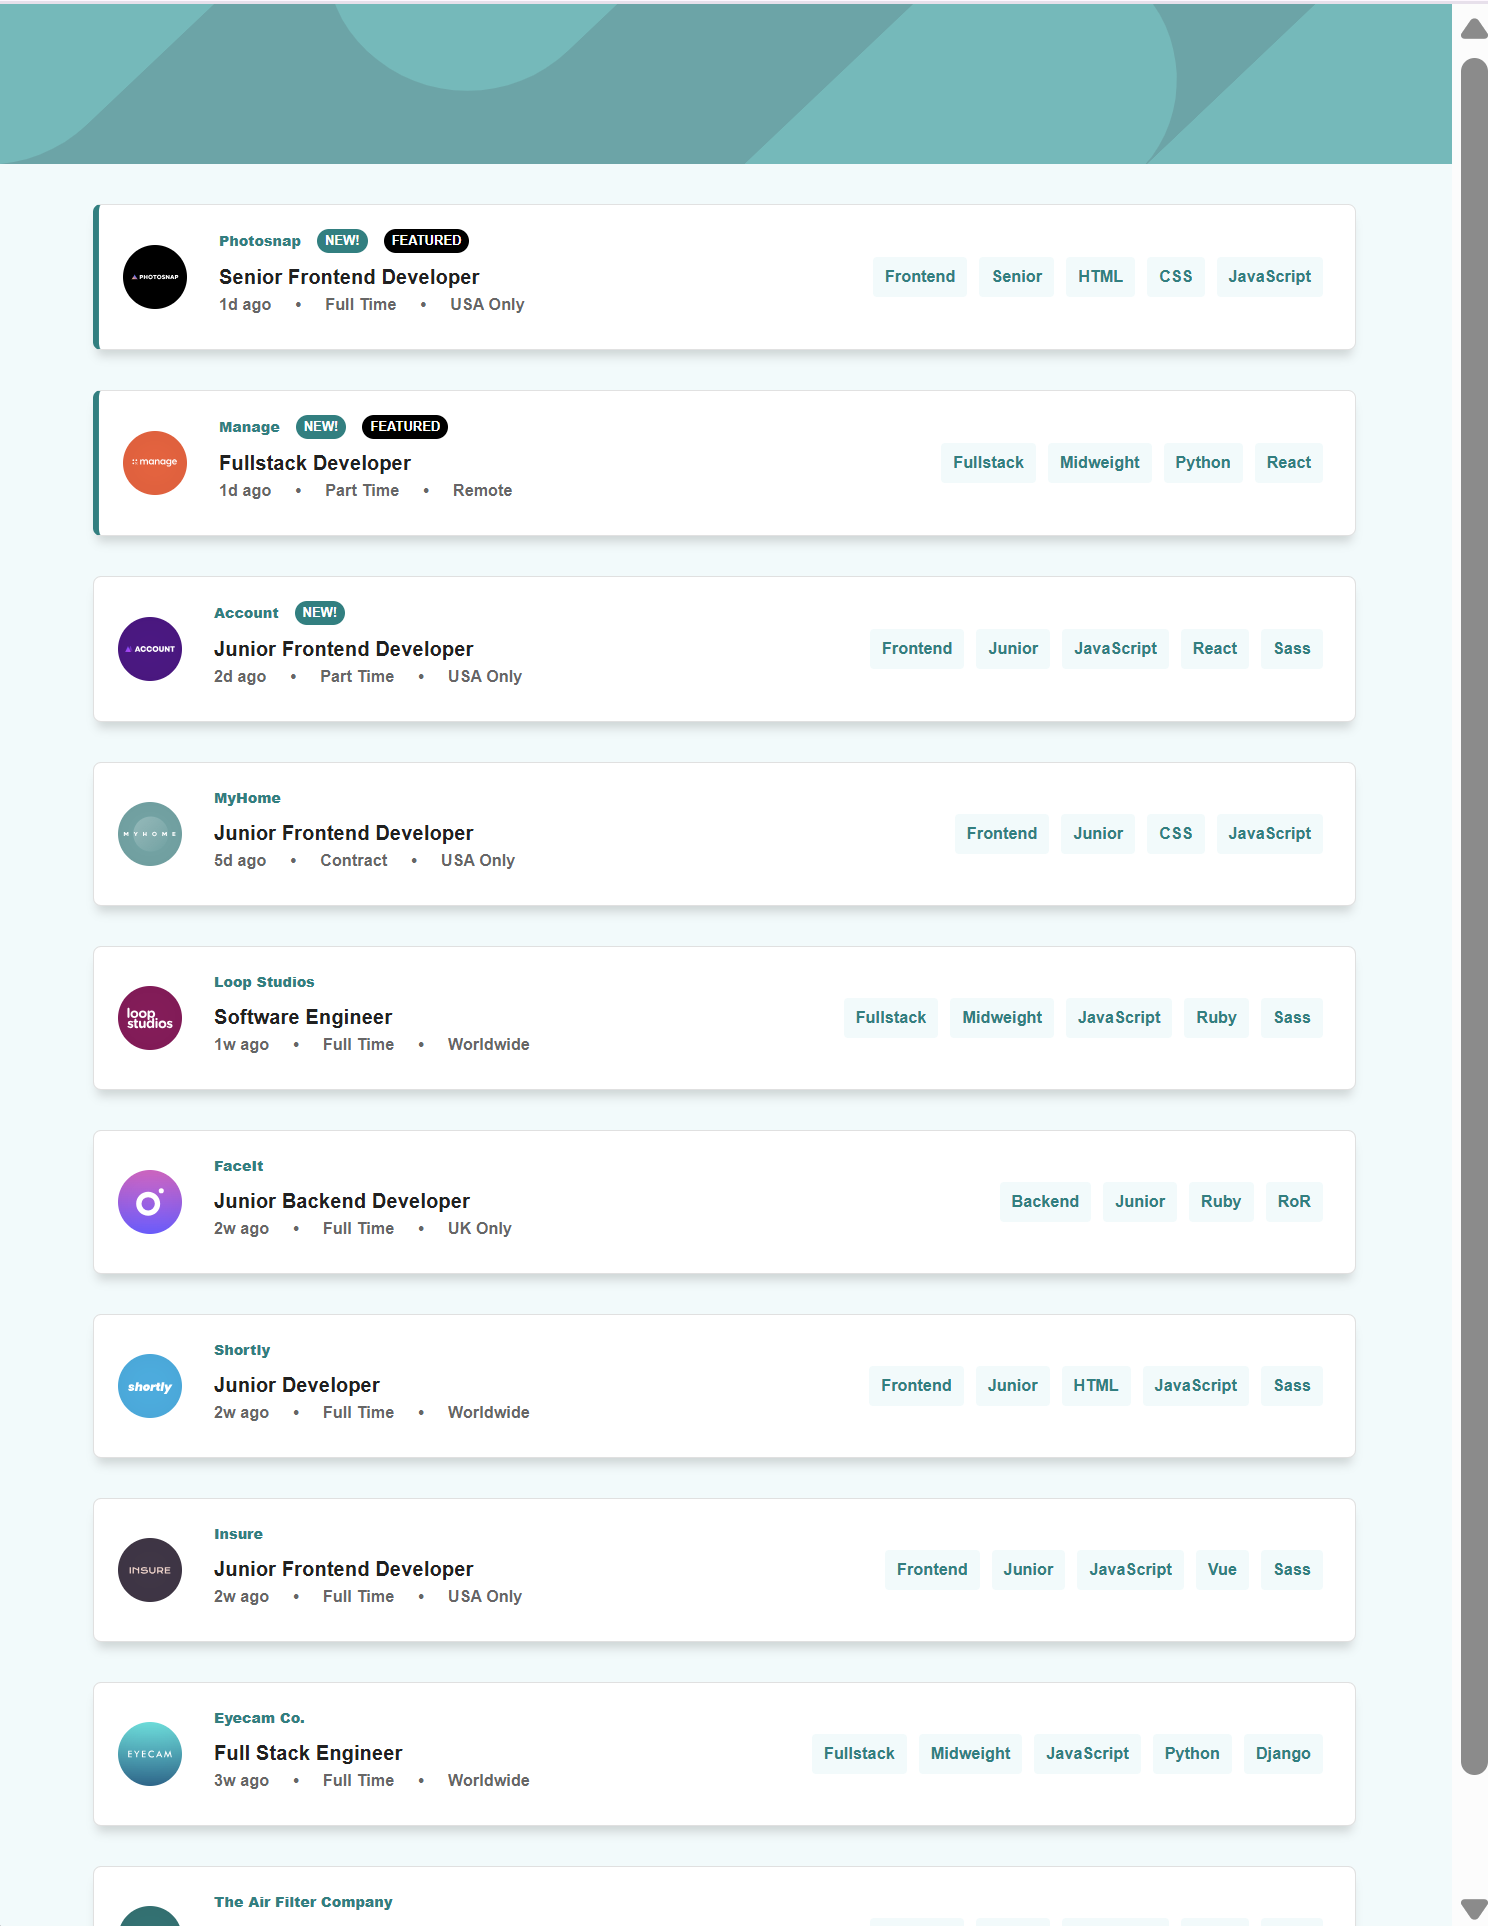 Photosnap NEW! FEATURED
PHOTOSNAP
Senior Frontend Developer
1d ago • Full Time • USA Only
Frontend Senior HTML CSS JavaScript
Manage NEW! FEATURED
manage
Fullstack Developer
1d ago • Part Time • Remote
Fullstack Midweight Python React
Account NEW!
ACCOUNT
Junior Frontend Developer
2d ago • Part Time • USA Only
Frontend Junior JavaScript React Sass
MyHome
MYHOME
Junior Frontend Developer
5d ago • Contract • USA Only
Frontend Junior CSS JavaScript
Loop Studios
loop
studios
Software Engineer
1w ago • Full Time • Worldwide
Fullstack Midweight JavaScript Ruby Sass
FaceIt
Junior Backend Developer
2w ago • Full Time • UK Only
Backend Junior Ruby RoR
Shortly
shortly
Junior Developer
2w ago • Full Time • Worldwide
Frontend Junior HTML JavaScript Sass
Insure
INSURE
Junior Frontend Developer
2w ago • Full Time • USA Only
Frontend Junior JavaScript Vue Sass
Eyecam Co.
EYECAM
Full Stack Engineer
3w ago • Full Time • Worldwide
Fullstack Midweight JavaScript Python Django
The Air Filter Company